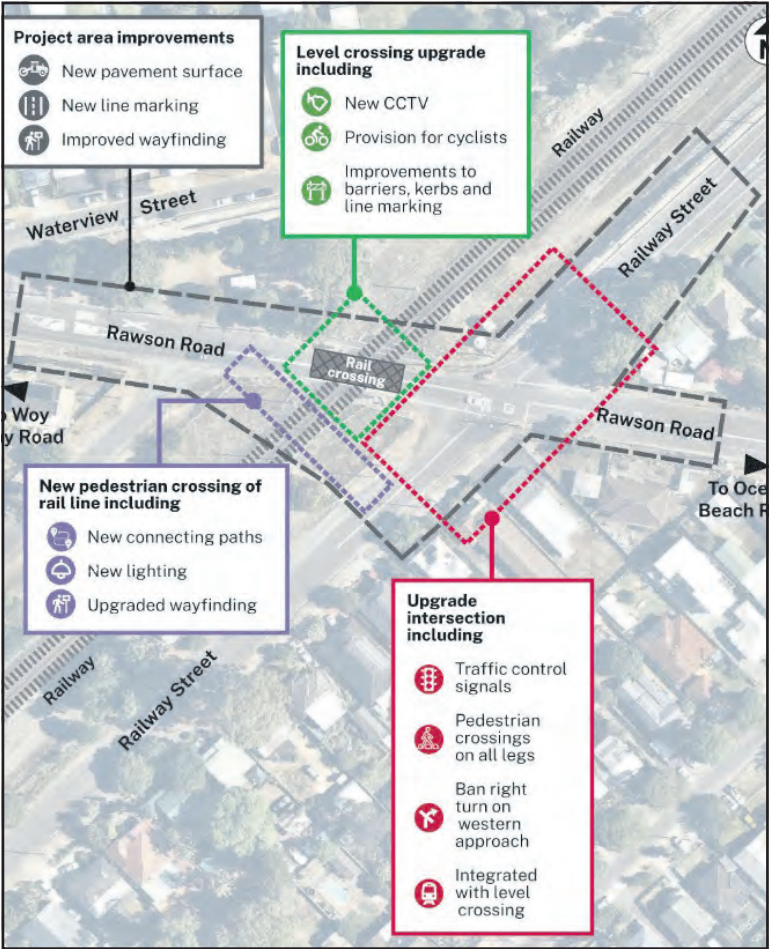 Project area improvements
New pavement surface
New line marking
Improved wayfinding
Level crossing upgrade
including
New CCTV
Provision for cyclists
Improvements to
barriers, kerbs and
line marking
N
Railway
Railway Street
Waterview Street
Rawson Road
Rail
crossing
Woy
y Road
Rawson Road
To Oce
Beach R
New pedestrian crossing of
rail line including
New connecting paths
New lighting
Upgraded wayfinding
Upgrade
intersection
including
Traffic control
signals
Pedestrian
crossings
on all legs
Ban right
turn on
western
approach
Integrated
with level
crossing
Railway
Railway Street